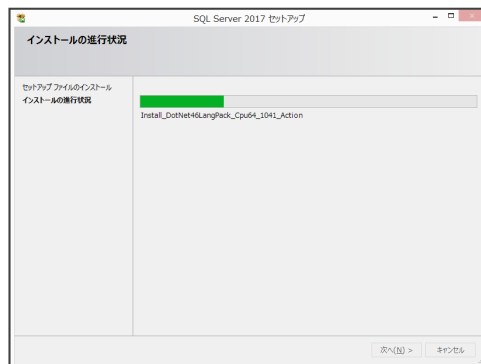 SQL Server 2017 セットアップ
インストールの進行状況
セットアップ ファイルのインストール
インストールの進行状況
Install_DotNet46LangPack_Cpu64_1041_Action
次へ(N) >
キャンセル